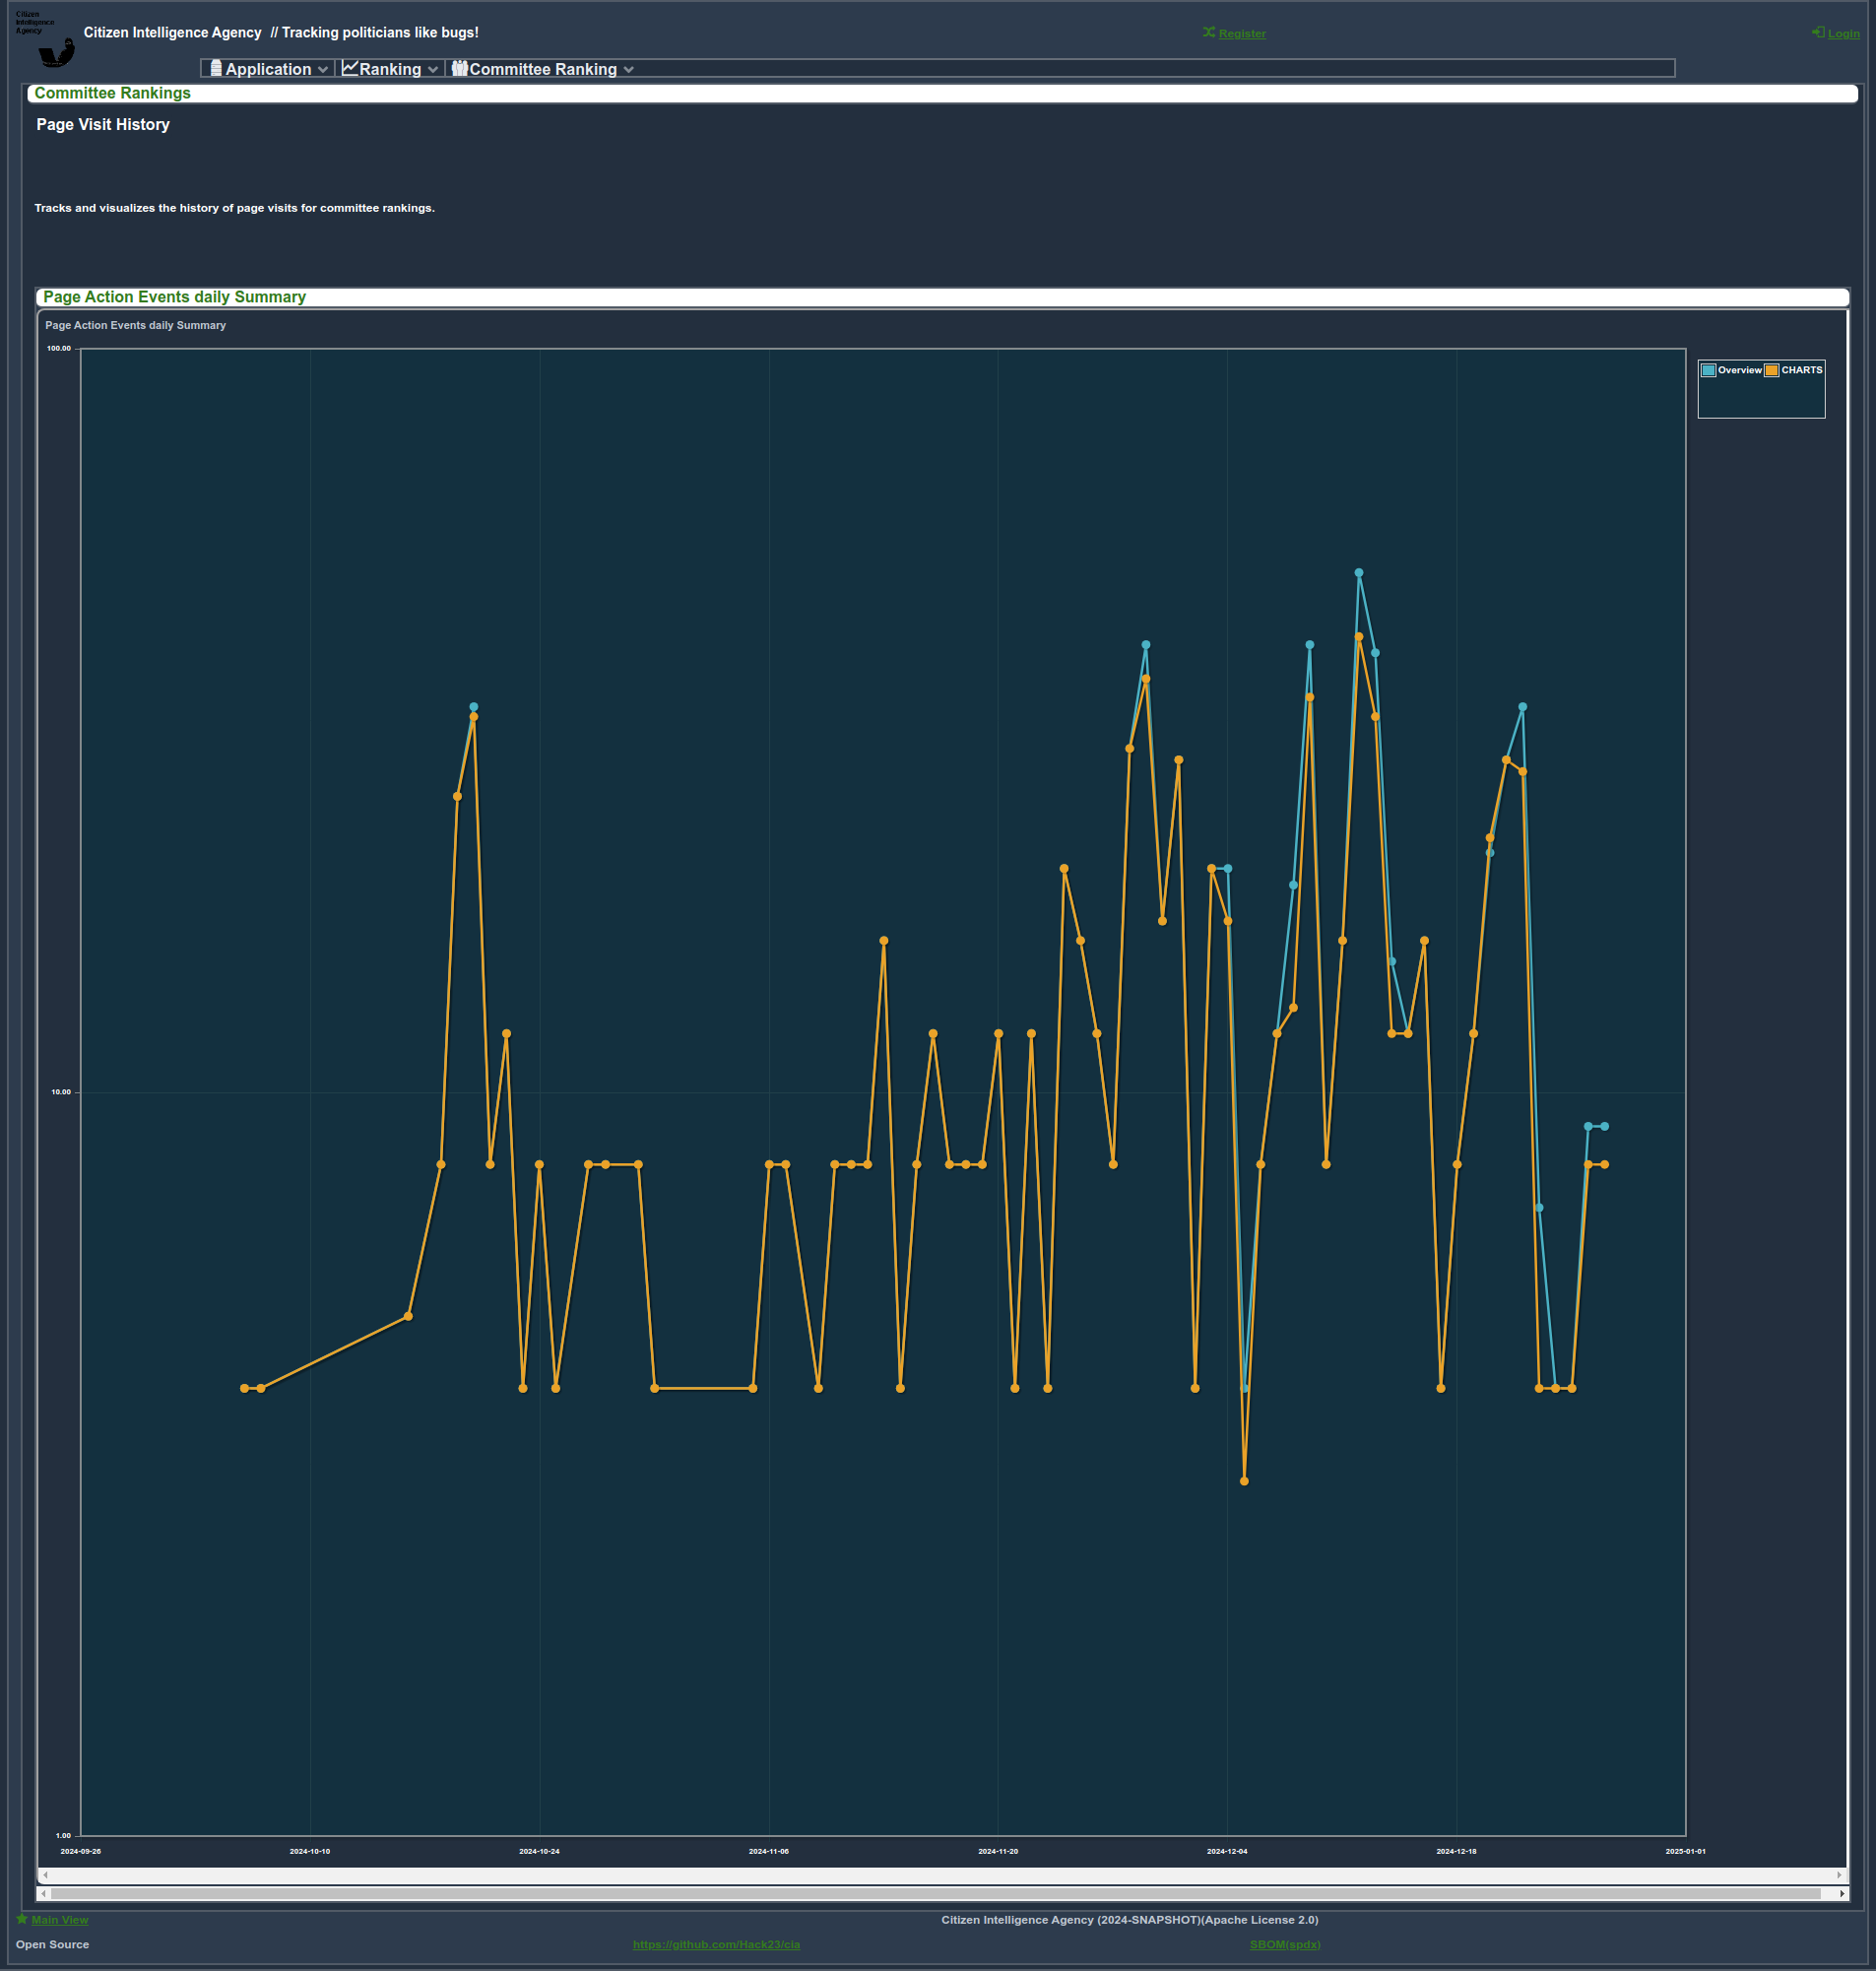 Citizen
Intelligence
Agency
Citizen Intelligence Agency // Tracking politicians like bugs!
Register
Login
Application
Ranking
Committee Ranking
Committee Rankings
Page Visit History
Tracks and visualizes the history of page visits for committee rankings.
Page Action Events daily Summary
Page Action Events daily Summary
100.00
Overview CHARTS
10.00
1.00
2024-09-26 2024-10-10 2024-10-24 2024-11-06 2024-11-20 2024-12-04 2024-12-18 2025-01-01
Main View
Citizen Intelligence Agency (2024-SNAPSHOT)(Apache License 2.0)
Open Source
https://github.com/Hack23/cia
SBOM(spdx)